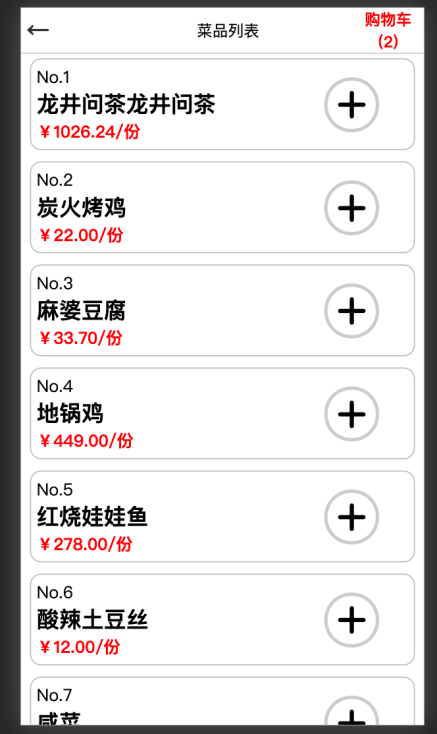 菜品列表
购物车
(2)
No.1
龙井问茶龙井问茶
￥1026.24/份
No.2
炭火烤鸡
￥22.00/份
No.3
麻婆豆腐
￥33.70/份
No.4
地锅鸡
￥449.00/份
No.5
红烧娃娃鱼
￥278.00/份
No.6
酸辣土豆丝
￥12.00/份
No.7
咸菜